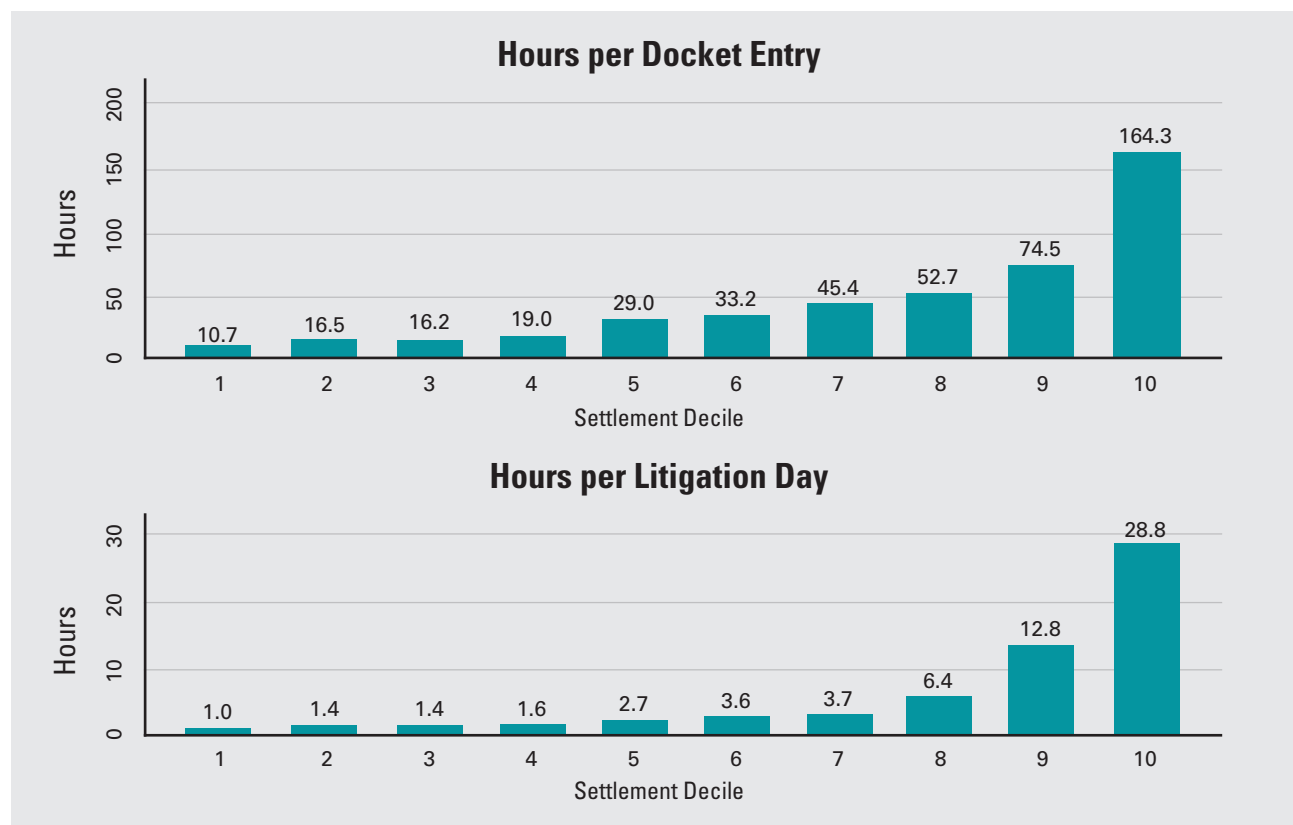 Hours per Docket Entry
Hours
200
150
100
50
0
10.7 16.5 16.2 19.0 29.0 33.2 45.4 52.7 74.5 164.3
1 2 3 4 5 6 7 8 9 10
Settlement Decile
Hours per Litigation Day
Hours
30
20
10
0
1.0 1.4 1.4 1.6 2.7 3.6 3.7 6.4 12.8 28.8
1 2 3 4 5 6 7 8 9 10
Settlement Decile